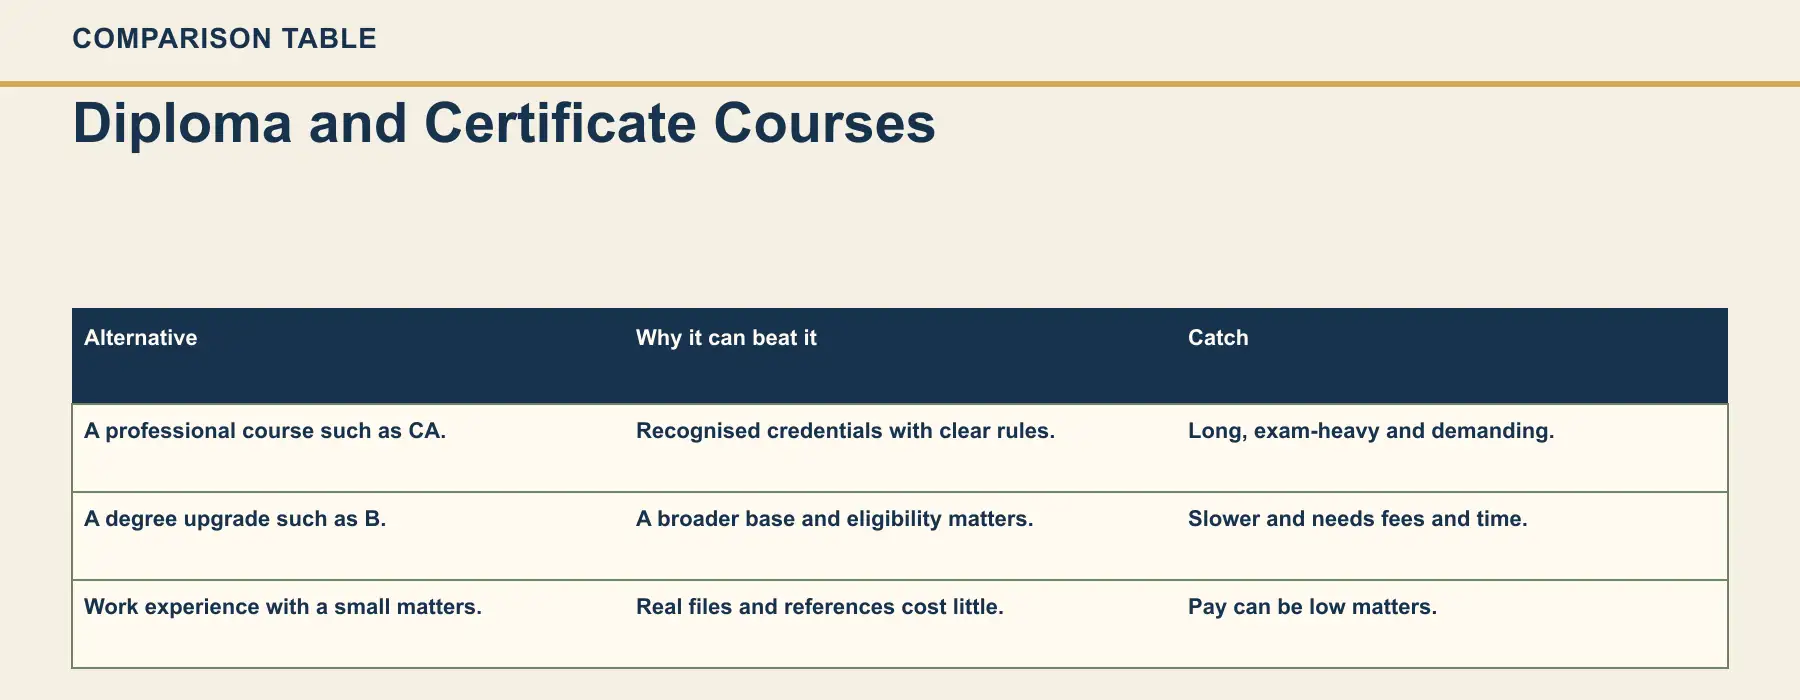 COMPARISON TABLE
Diploma and Certificate Courses
Alternative Why it can beat it Catch
A professional course such as CA. Recognised credentials with clear rules. Long, exam-heavy and demanding.
A degree upgrade such as B. A broader base and eligibility matters. Slower and needs fees and time.
Work experience with a small matters. Real files and references cost little. Pay can be low matters.